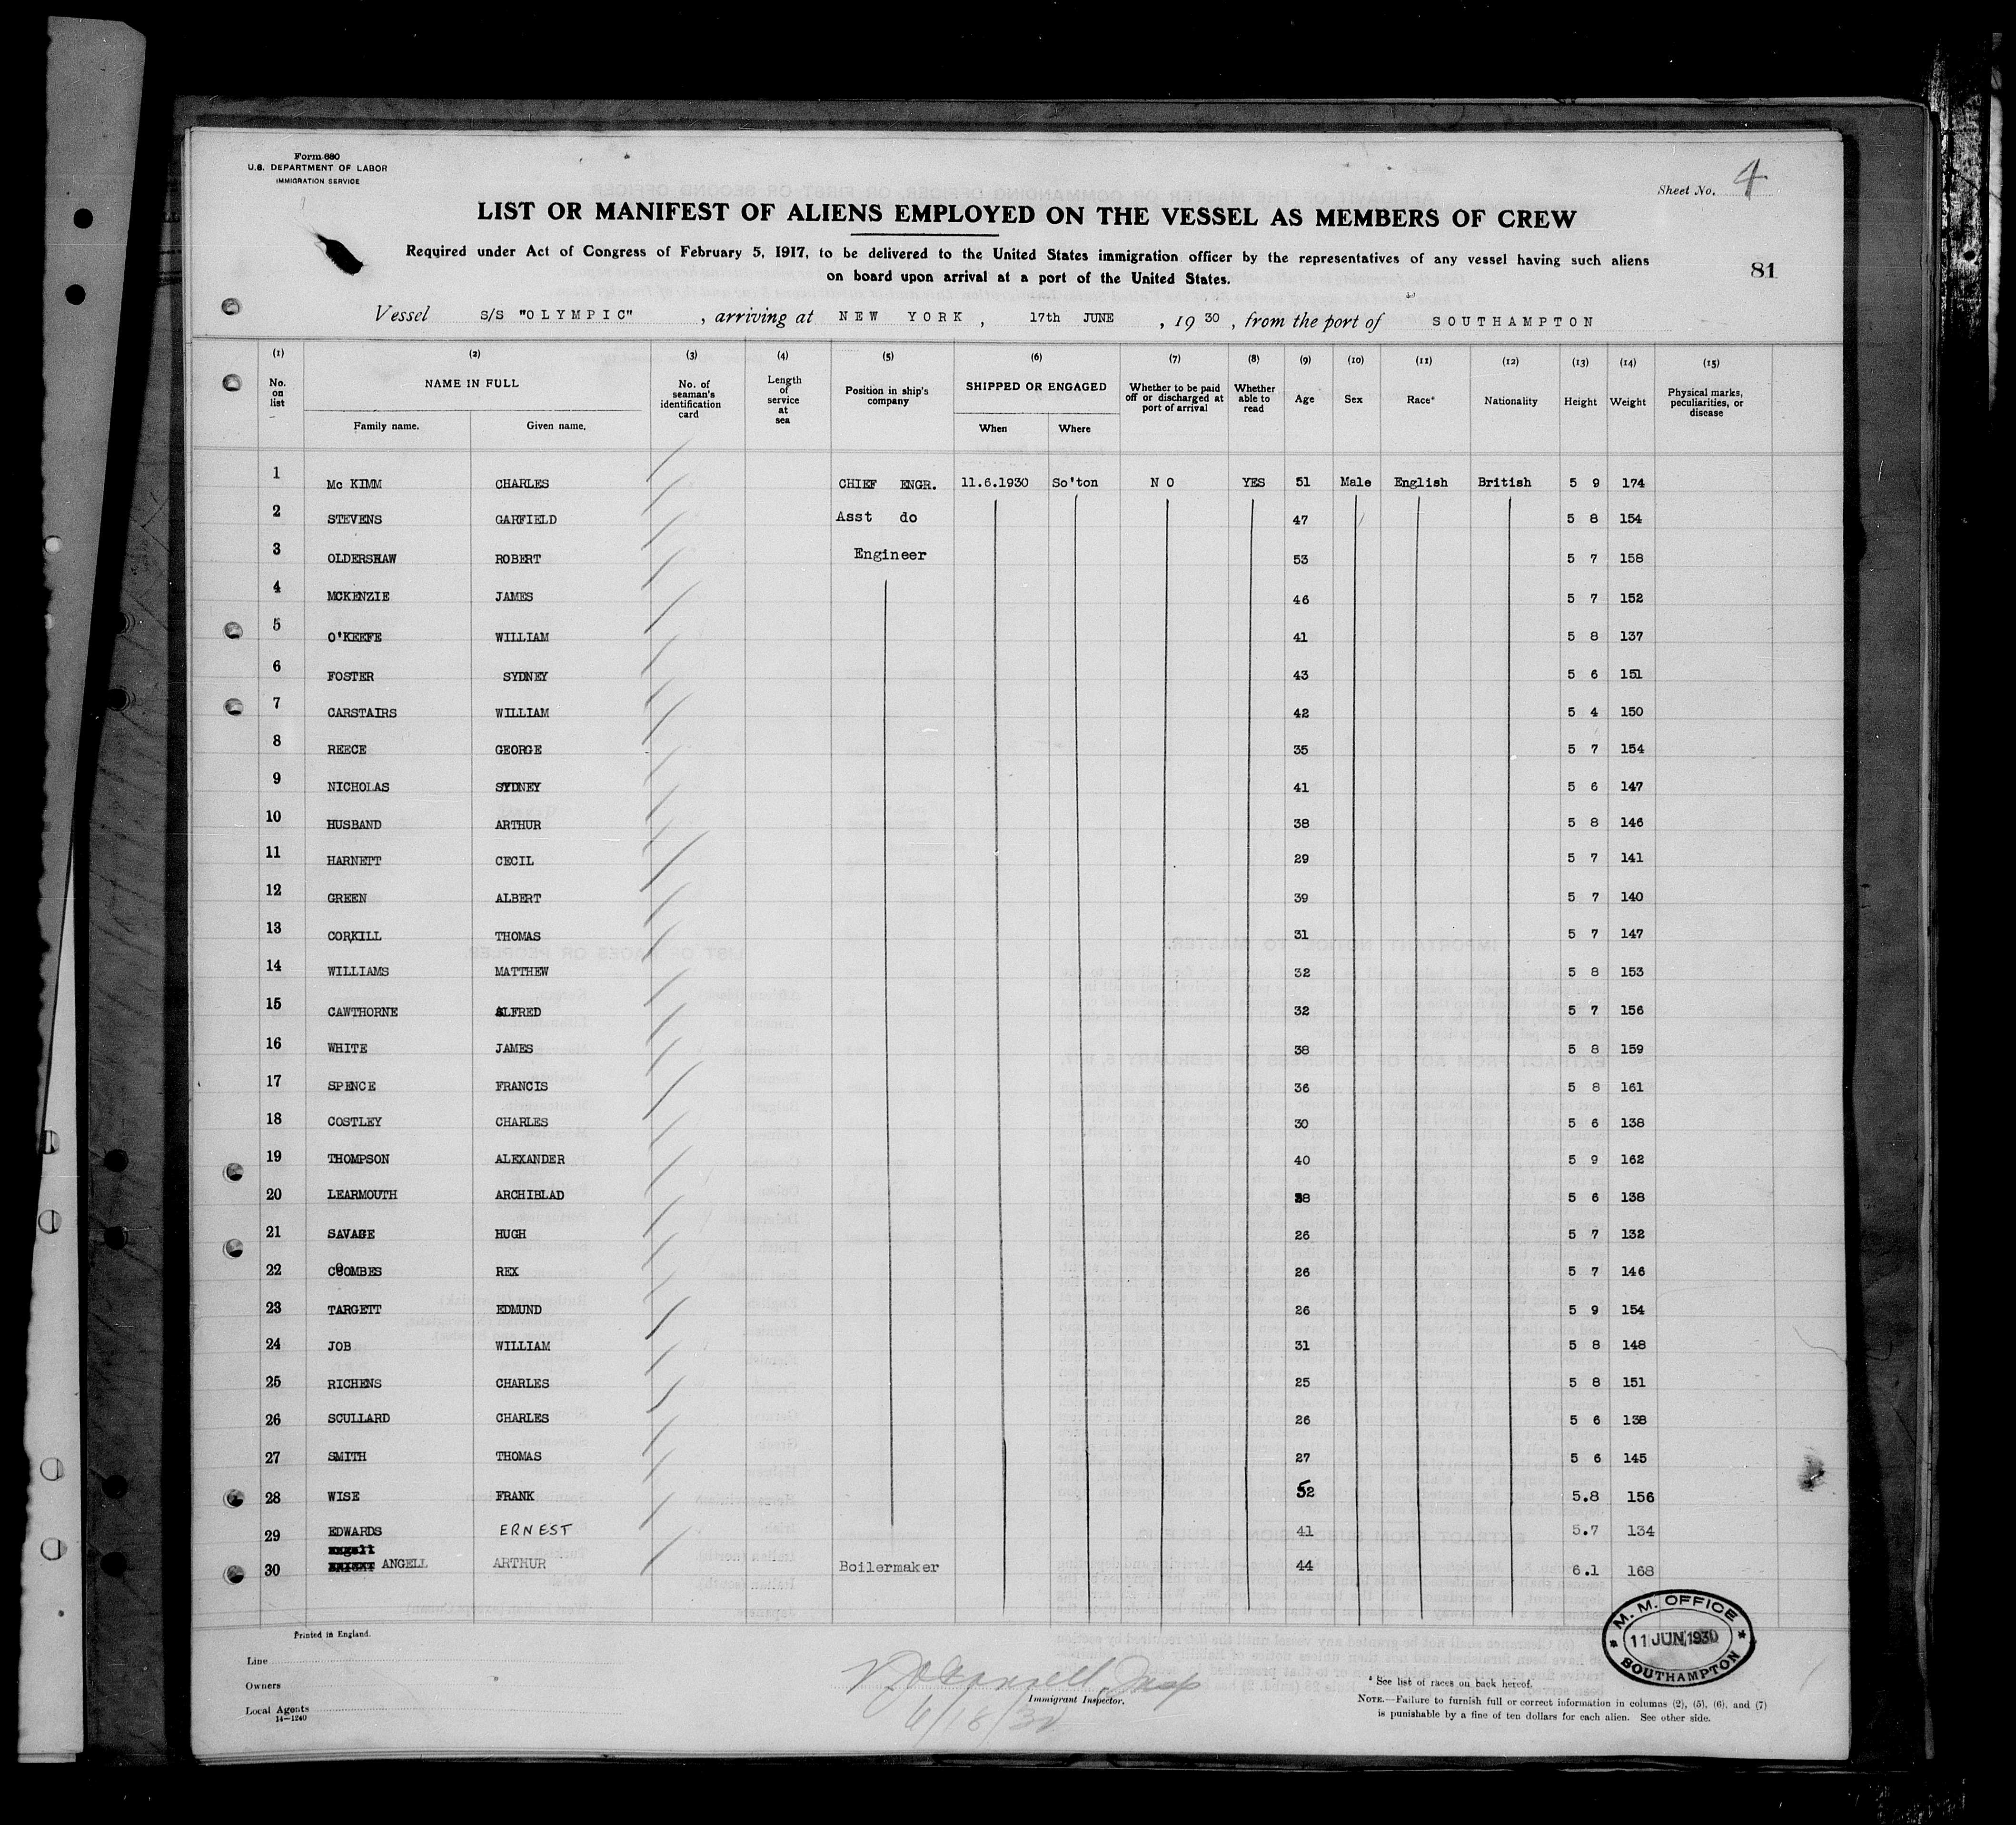 Form 680
U.S. DEPARTMENT OF LABOR
IMMIGRATION SERVICE
Sheet No. 4
LIST OR MANIFEST OF ALIENS EMPLOYED ON THE VESSEL AS MEMBERS OF CREW
Required under Act of Congress of February 5, 1917, to be delivered to the United States immigration officer by the representatives of any vessel having such aliens
on board upon arrival at a port of the United States.
81
Vessel S/S "OLYMPIC", arriving at NEW YORK, 17th JUNE, 1930, from the port of SOUTHAMPTON
(1) (2) (3) (4) (5) (6) (7) (8) (9) (10) (11) (12) (13) (14) (15)
No. on list NAME IN FULL Family name. Given name. No. of seaman's identification card Length of service at sea Position in ship's company SHIPPED OR ENGAGED When Where Whether to be paid off or discharged at port of arrival Whether able to read Age Sex Race* Nationality Height Weight Physical marks, peculiarities, or disease
1 Mc KIMM CHARLES CHIEF ENGR. 11.6.1930 So'ton NO YES 51 Male English British 5 9 174
2 STEVENS GARFIELD Asst do 47 5 8 154
3 OLDERSHAW ROBERT Engineer 53 5 7 158
4 MCKENZIE JAMES 46 5 7 152
5 O'KEEFE WILLIAM 41 5 8 137
6 FOSTER SYDNEY 43 5 6 151
7 CARSTAIRS WILLIAM 42 5 4 150
8 REECE GEORGE 35 5 7 154
9 NICHOLAS SYDNEY 41 5 6 147
10 HUSBAND ARTHUR 38 5 8 146
11 HARNETT CECIL 29 5 7 141
12 GREEN ALBERT 39 5 7 140
13 CORKILL THOMAS 31 5 7 147
14 WILLIAMS MATTHEW 32 5 8 153
15 CAWTHORNE ALFRED 32 5 7 156
16 WHITE JAMES 38 5 8 159
17 SPENCE FRANCIS 36 5 8 161
18 COSTLEY CHARLES 30 5 6 138
19 THOMPSON ALEXANDER 40 5 9 162
20 LEARMOUTH ARCHIBLAD 38 5 6 138
21 SAVAGE HUGH 26 5 7 132
22 COOMBES REX 26 5 7 146
23 TARGETT EDMUND 26 5 9 154
24 JOB WILLIAM 31 5 8 148
25 RICHENS CHARLES 25 5 8 151
26 SCULLARD CHARLES 26 5 6 138
27 SMITH THOMAS 27 5 6 145
28 WISE FRANK 52 5.8 156
29 EDWARDS ERNEST 41 5.7 134
30 ANGELL ARTHUR Boilermaker 44 6.1 168
M. M. OFFICE
11 JUN 1930
SOUTHAMPTON
Printed in England.
Line
Owners
Local Agents
14-1240
Immigrant Inspector.
6/18/30
* See list of races on back hereof.
NOTE.—Failure to furnish full or correct information in columns (2), (5), (6), and (7)
is punishable by a fine of ten dollars for each alien. See other side.